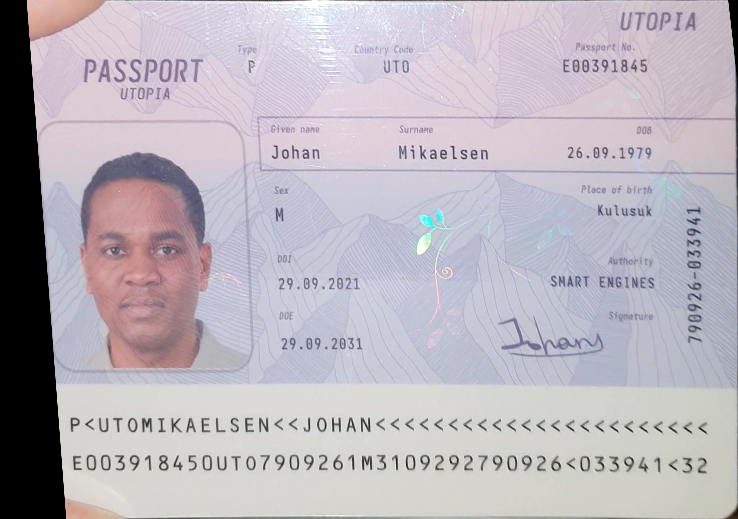 UTOPIA
PASSPORT
UTOPIA
Type
P
Country Code
UTO
Passport No.
E00391845
Given name
Johan
Surname
Mikaelsen
DOB
26.09.1979
Sex
M
Place of birth
Kulusuk
DOI
29.09.2021
Authority
SMART ENGINES
DOE
29.09.2031
Signature
Johans
790926-033941
P<UTOMIKAELSEN<<JOHAN<<<<<<<<<<<<<<<<<<<<<<<
E003918450UTO7909261M3109292790926<033941<32